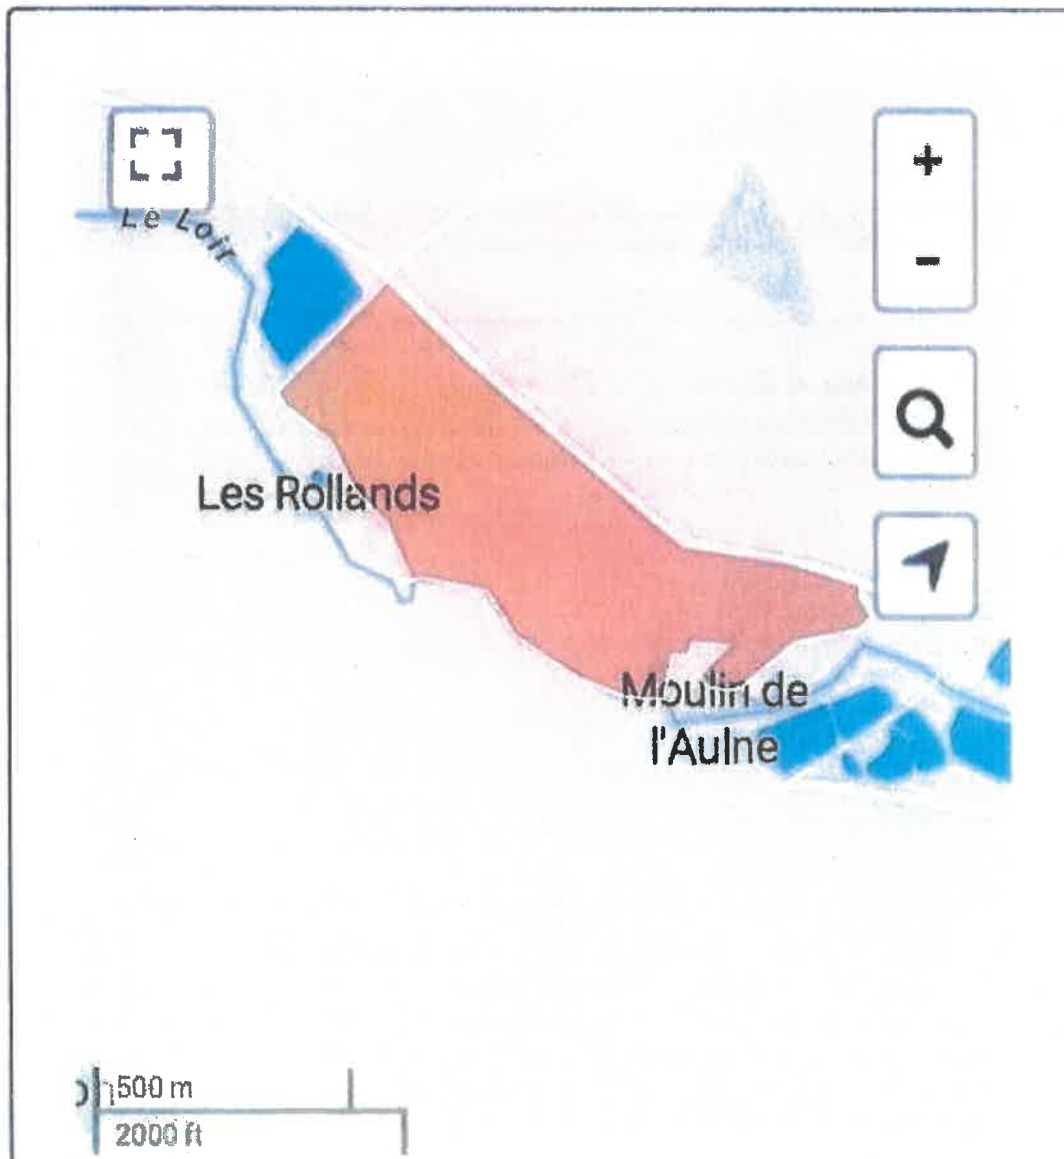 Le Loir
+
-
Les Rollands
Moulin de
l'Aulne
500 m
2000 ft